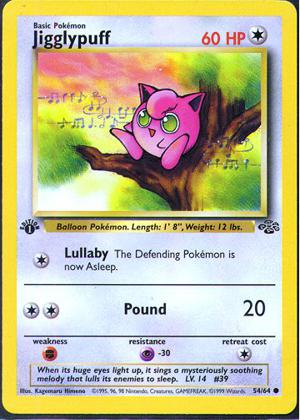 Basic Pokémon
Jigglypuff 60 HP
EDITION
1
Balloon Pokémon. Length: 1' 8", Weight: 12 lbs.
Lullaby The Defending Pokémon is
now Asleep.
Pound 20
weakness resistance retreat cost
-30
When its huge eyes light up, it sings a mysteriously soothing
melody that lulls its enemies to sleep. LV. 14 #39
Illus. Kagemaru Himeno ©1995, 96, 98 Nintendo, Creatures, GAMEFREAK. ©1999 Wizards. 54/64